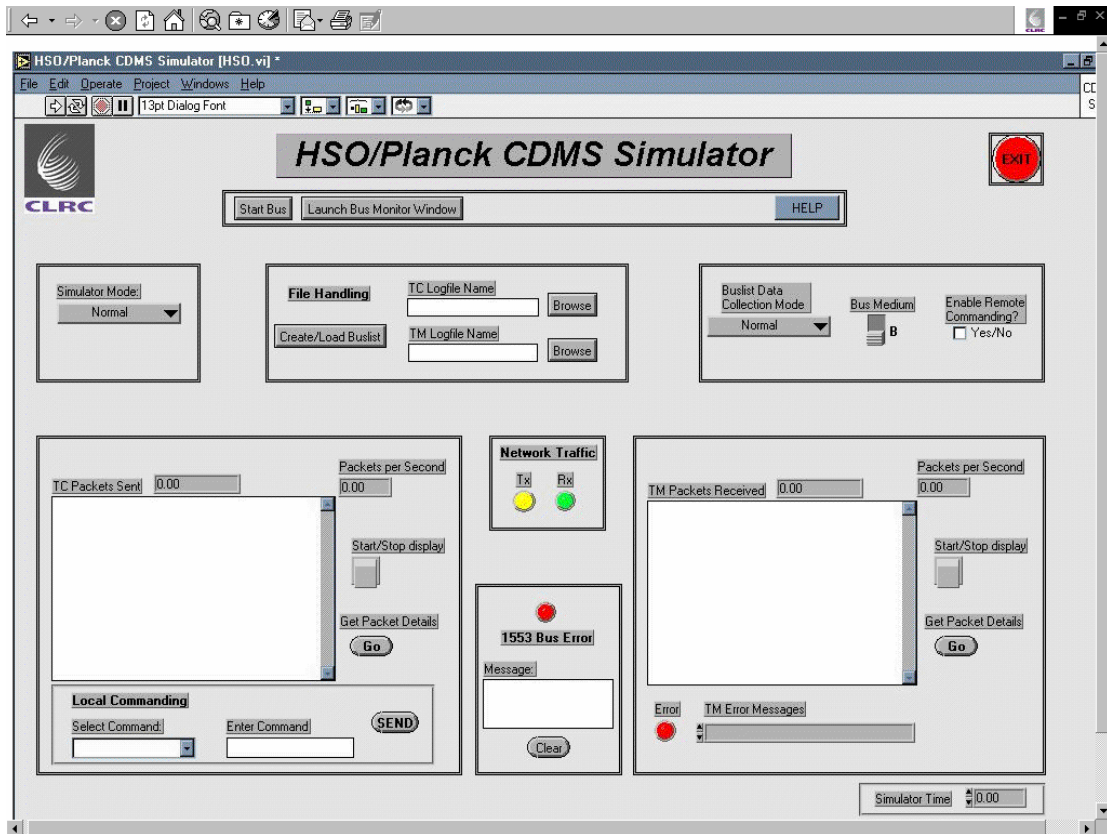 CLRC
HSO/Planck CDMS Simulator [HSO.vi] *
File Edit Operate Project Windows Help
13pt Dialog Font
CD
S
CLRC
HSO/Planck CDMS Simulator
EXIT
Start Bus
Launch Bus Monitor Window
HELP
Simulator Mode:
Normal
File Handling
Create/Load Buslist
TC Logfile Name
Browse
TM Logfile Name
Browse
Buslist Data
Collection Mode
Normal
Bus Medium
B
Enable Remote
Commanding?
Yes/No
TC Packets Sent 0.00
Packets per Second
0.00
Start/Stop display
Get Packet Details
Go
Local Commanding
Select Command:
Enter Command
SEND
Network Traffic
Tx Rx
1553 Bus Error
Message:
Clear
TM Packets Received 0.00
Packets per Second
0.00
Start/Stop display
Get Packet Details
Go
Error
TM Error Messages
Simulator Time 0.00